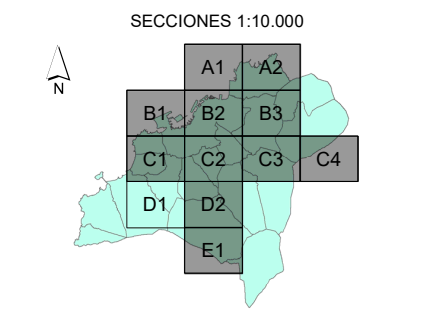 SECCIONES 1:10.000
N
A1 A2
B1 B2 B3
C1 C2 C3 C4
D1 D2
E1